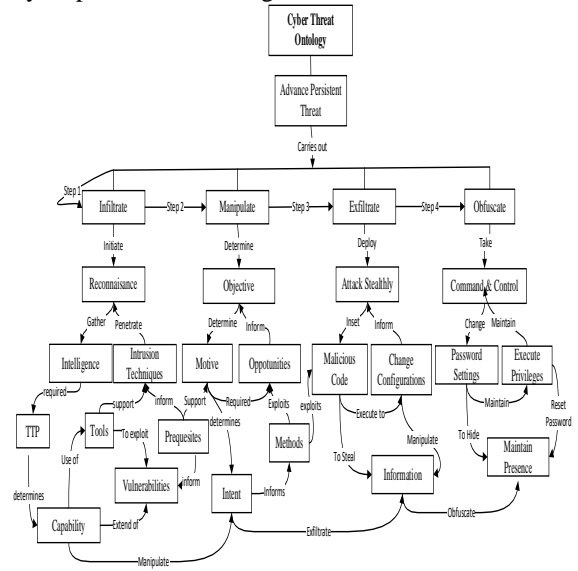 Cyber Threat
Ontology
Advance Persistent
Threat
Carries out
Step 1
Infiltrate
Step 2
Manipulate
Step 3
Exfiltrate
Step 4
Obfuscate
Initiate
Determine
Deploy
Take
Reconnaisance
Objective
Attack Stealthly
Command & Control
Gather
Penetrate
Determine
Inform
Inset
Inform
Change
Maintain
Intelligence
Intrusion
Techniques
Motive
Oppotunities
Malicious
Code
Change
Configurations
Password
Settings
Execute
Privileges
required
support
inform
Support
Required
Exploits
exploits
Execute to
Maintain
Reset
Password
TTP
Tools
To exploit
Prequesites
determines
Methods
Manipulate
To Hide
Use of
Vulnerabilities
inform
To Steal
Maintain
Presence
determines
Intent
Informs
Information
Capability
Extend of
Obfuscate
Manipulate
Exfiltrate